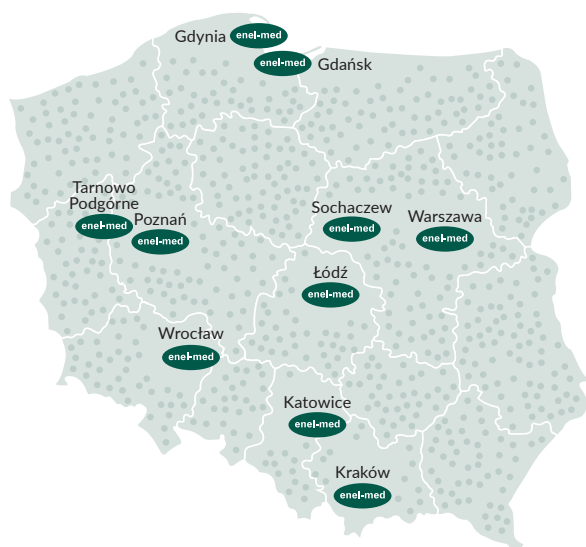 Gdynia
enel-med
enel-med
Gdańsk
Tarnowo
Podgórne
enel-med
Poznań
enel-med
Sochaczew
enel-med
Warszawa
enel-med
Łódź
enel-med
Wrocław
enel-med
Katowice
enel-med
Kraków
enel-med